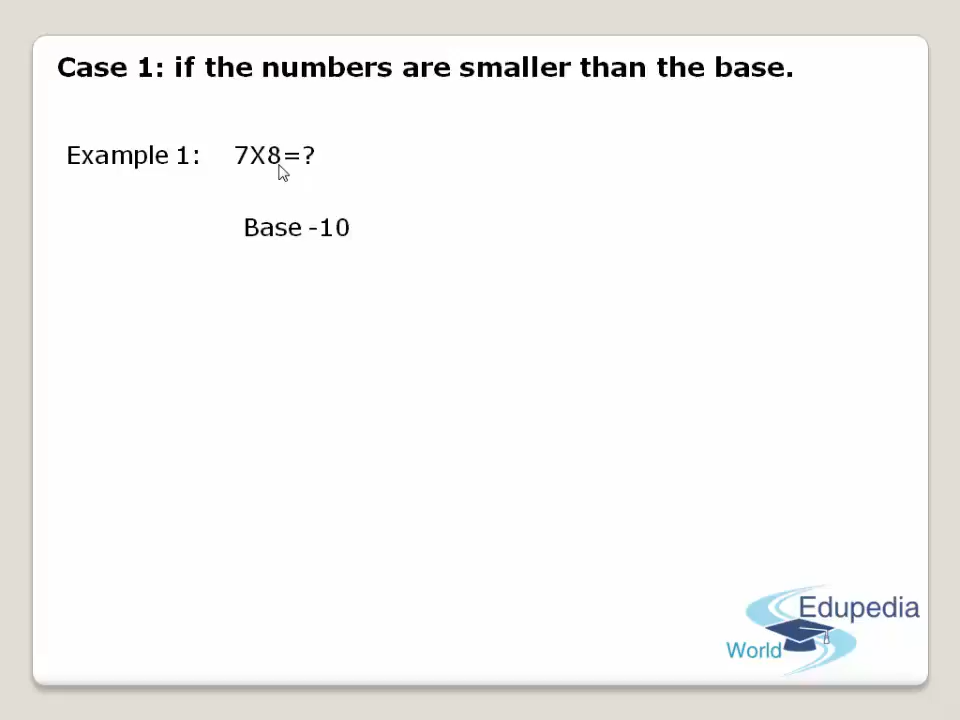 Case 1: if the numbers are smaller than the base.
Example 1: 7X8=?
Base -10
Edupedia
World